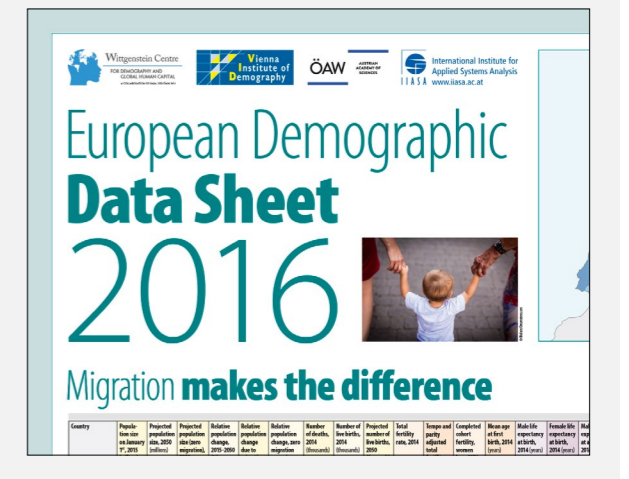 Wittgenstein Centre
FOR DEMOGRAPHY AND
GLOBAL HUMAN CAPITAL
Vienna
Institute of
Demography
ÖAW
AUSTRIAN
ACADEMY OF
SCIENCES
IIASA
International Institute for
Applied Systems Analysis
www.iiasa.ac.at
European Demographic
Data Sheet
2016
Migration makes the difference
Country
Popula-
tion size
on January
1st, 2015
Projected
population
size, 2050
(millions)
Projected
population
size (zero
migration),
Relative
population
change,
2015-2050
Relative
population
change
due to
Relative
population
change, zero
migration
Number
of deaths,
2014
(thousands)
Number of
live births,
2014
(thousands)
Projected
number of
live births,
2050
Total
fertility
rate, 2014
Tempo and
parity
adjusted
total
Completed
cohort
fertility,
women
Mean age
at first
birth, 2014
(years)
Male life
expectancy
at birth,
2014 (years)
Female life
expectancy
at birth,
2014 (years)